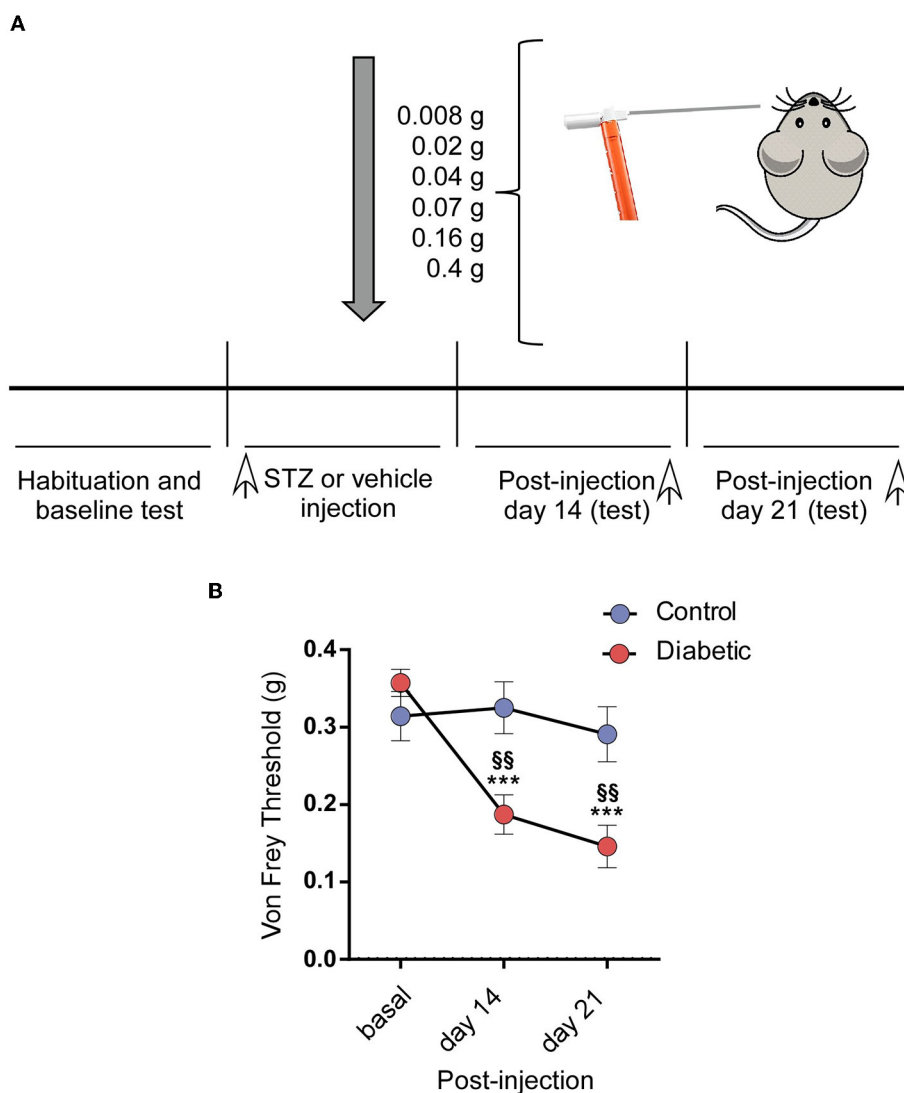 A
0.008 g
0.02 g
0.04 g
0.07 g
0.16 g
0.4 g
Habituation and
baseline test
STZ or vehicle
injection
Post-injection
day 14 (test)
Post-injection
day 21 (test)
B
Control
Diabetic
Von Frey Threshold (g)
0.4
0.3
0.2
0.1
0.0
§§
***
§§
***
basal
day 14
day 21
Post-injection